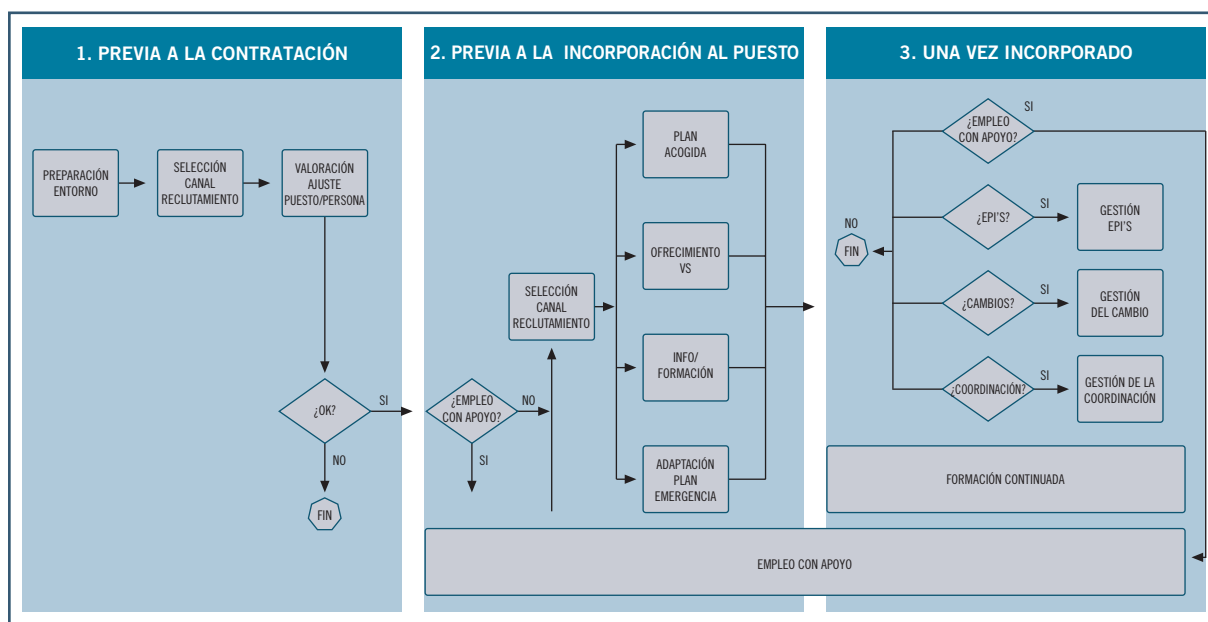 1. PREVIA A LA CONTRATACIÓN
PREPARACIÓN
ENTORNO
SELECCIÓN
CANAL
RECLUTAMIENTO
VALORACIÓN
AJUSTE
PUESTO/PERSONA
¿OK?
SI
NO
FIN
2. PREVIA A LA INCORPORACIÓN AL PUESTO
¿EMPLEO
CON APOYO?
NO
SI
SELECCIÓN
CANAL
RECLUTAMIENTO
PLAN
ACOGIDA
OFRECIMIENTO
VS
INFO/
FORMACIÓN
ADAPTACIÓN
PLAN
EMERGENCIA
3. UNA VEZ INCORPORADO
¿EMPLEO
CON APOYO?
SI
¿EPI'S?
SI
GESTIÓN
EPI'S
NO
FIN
¿CAMBIOS?
SI
GESTIÓN
DEL CAMBIO
¿COORDINACIÓN?
SI
GESTIÓN DE LA
COORDINACIÓN
FORMACIÓN CONTINUADA
EMPLEO CON APOYO